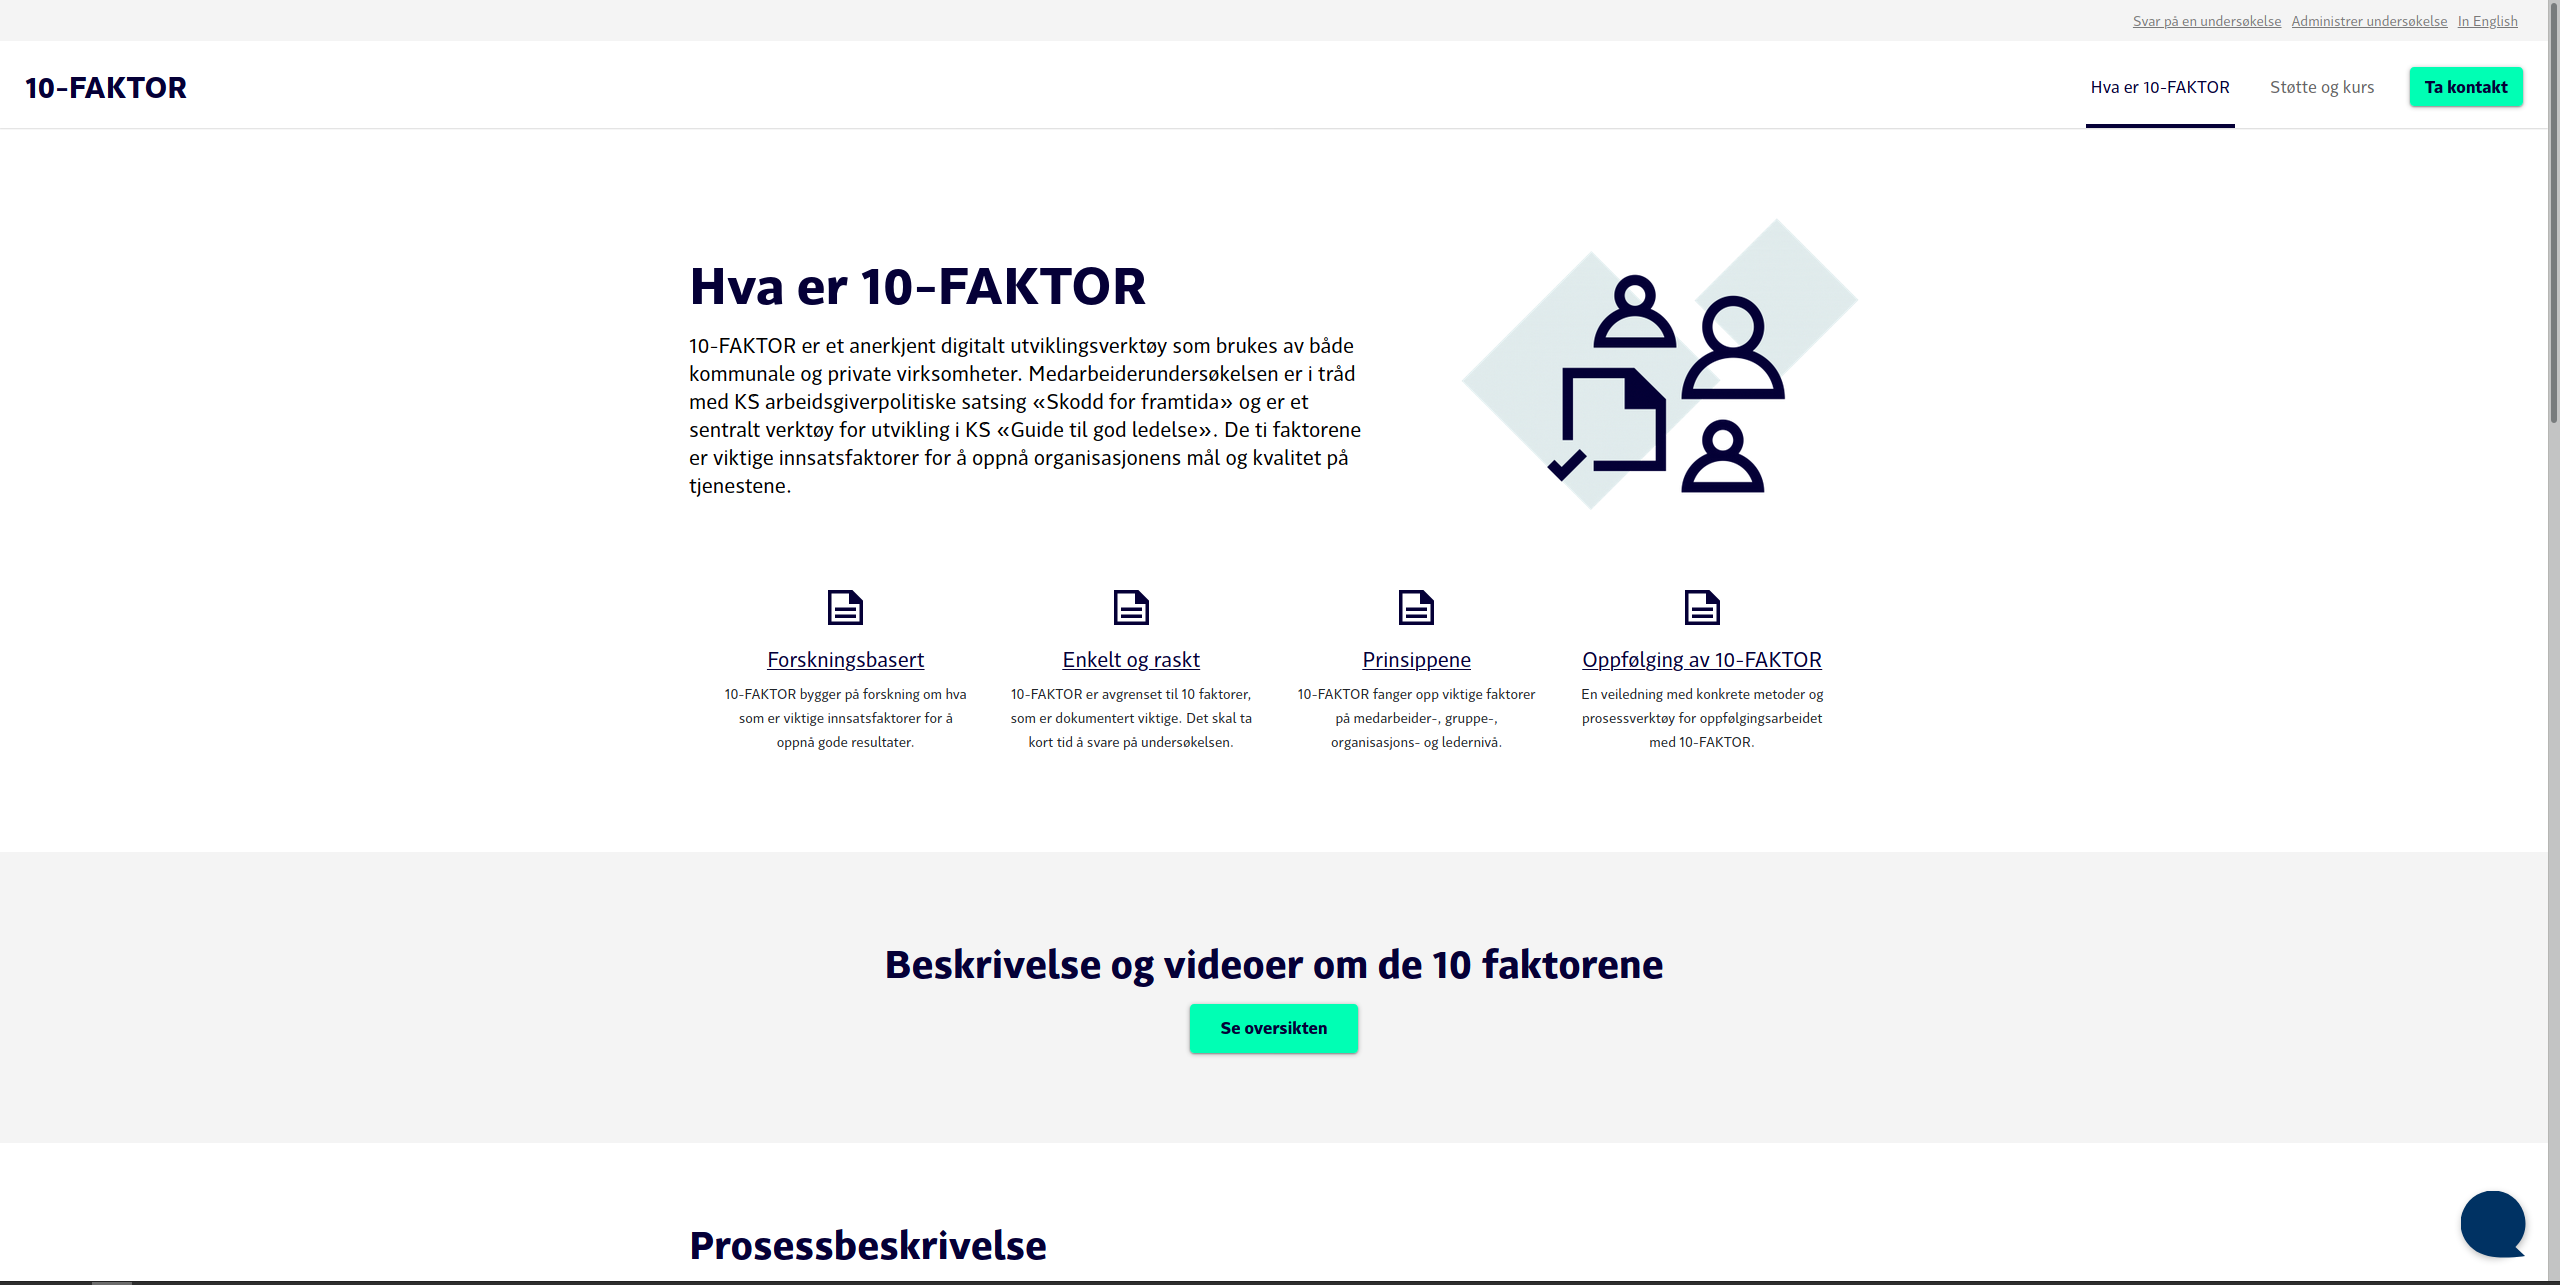 Svar på en undersøkelse Administrer undersøkelse In English
10-FAKTOR
Hva er 10-FAKTOR Støtte og kurs Ta kontakt
Hva er 10-FAKTOR
10-FAKTOR er et anerkjent digitalt utviklingsverktøy som brukes av både
kommunale og private virksomheter. Medarbeiderundersøkelsen er i tråd
med KS arbeidsgiverpolitiske satsing «Skodd for framtida» og er et
sentralt verktøy for utvikling i KS «Guide til god ledelse». De ti faktorene
er viktige innsatsfaktorer for å oppnå organisasjonens mål og kvalitet på
tjenestene.
Forskningsbasert
10-FAKTOR bygger på forskning om hva
som er viktige innsatsfaktorer for å
oppnå gode resultater.
Enkelt og raskt
10-FAKTOR er avgrenset til 10 faktorer,
som er dokumentert viktige. Det skal ta
kort tid å svare på undersøkelsen.
Prinsippene
10-FAKTOR fanger opp viktige faktorer
på medarbeider-, gruppe-,
organisasjons- og ledernivå.
Oppfølging av 10-FAKTOR
En veiledning med konkrete metoder og
prosessverktøy for oppfølgingsarbeidet
med 10-FAKTOR.
Beskrivelse og videoer om de 10 faktorene
Se oversikten
Prosessbeskrivelse